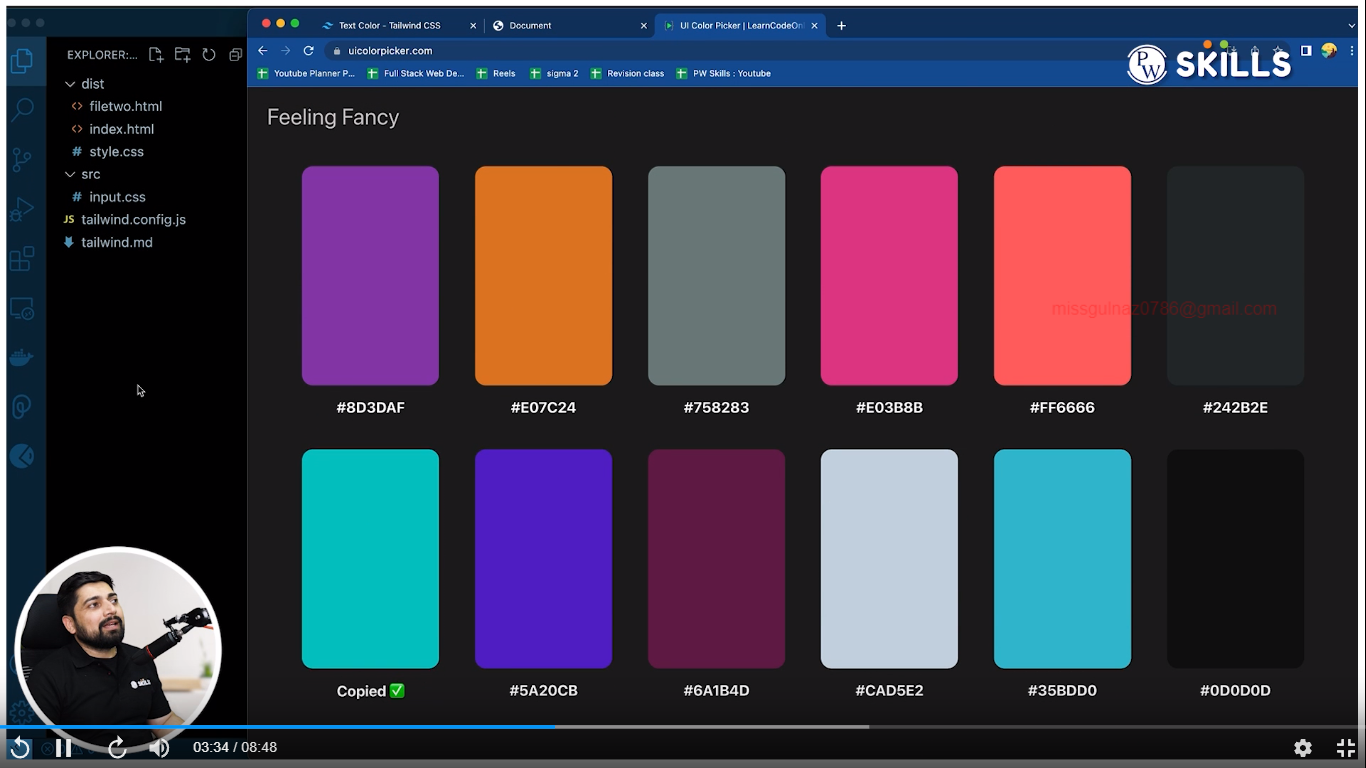 EXPLORER:...
dist
filetwo.html
index.html
# style.css
src
# input.css
JS tailwind.config.js
tailwind.md
Text Color - Tailwind CSS
Document
UI Color Picker | LearnCodeOnl
uicolorpicker.com
PW SKILLS
Youtube Planner P...
Full Stack Web De...
Reels
sigma 2
Revision class
PW Skills : Youtube
Feeling Fancy
missgulnaz0786@gmail.com
#8D3DAF
#E07C24
#758283
#E03B8B
#FF6666
#242B2E
Copied ✅
#5A20CB
#6A1B4D
#CAD5E2
#35BDD0
#0D0D0D
03:34 / 08:48